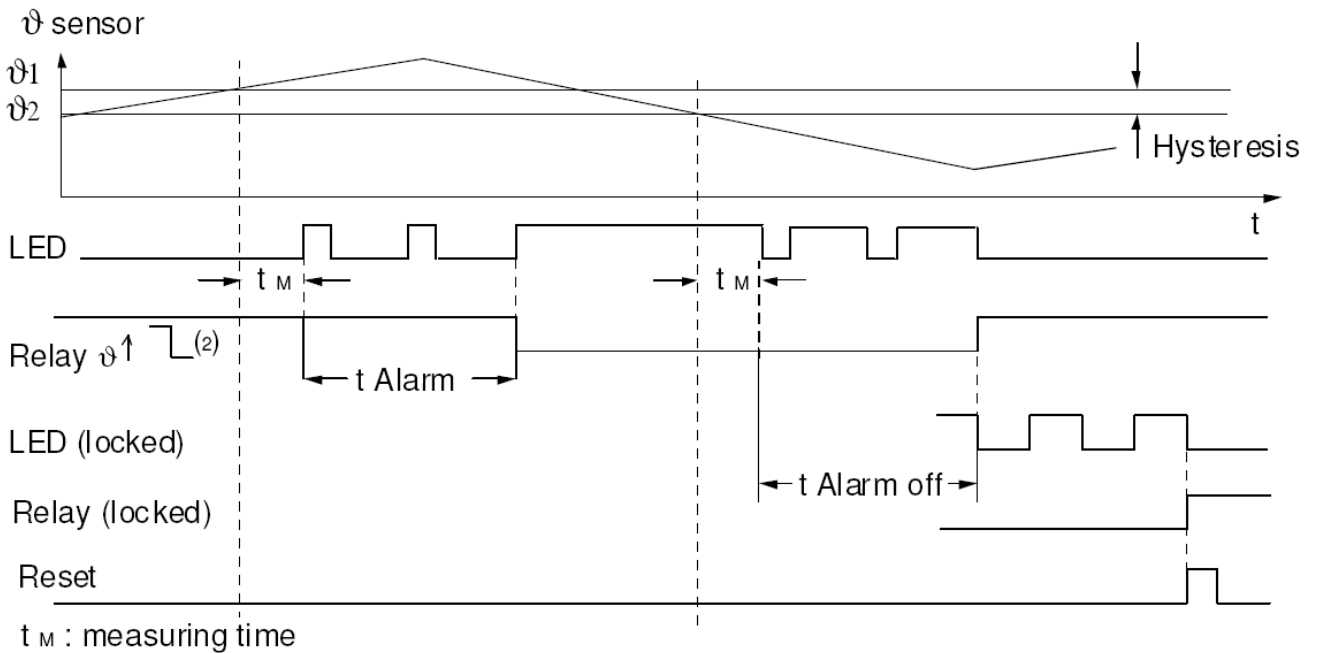 ϑ sensor
ϑ1
ϑ2
Hysteresis
t
LED
t M
t M
Relay ϑ
(2)
t Alarm
LED (locked)
t Alarm off
Relay (locked)
Reset
t M : measuring time